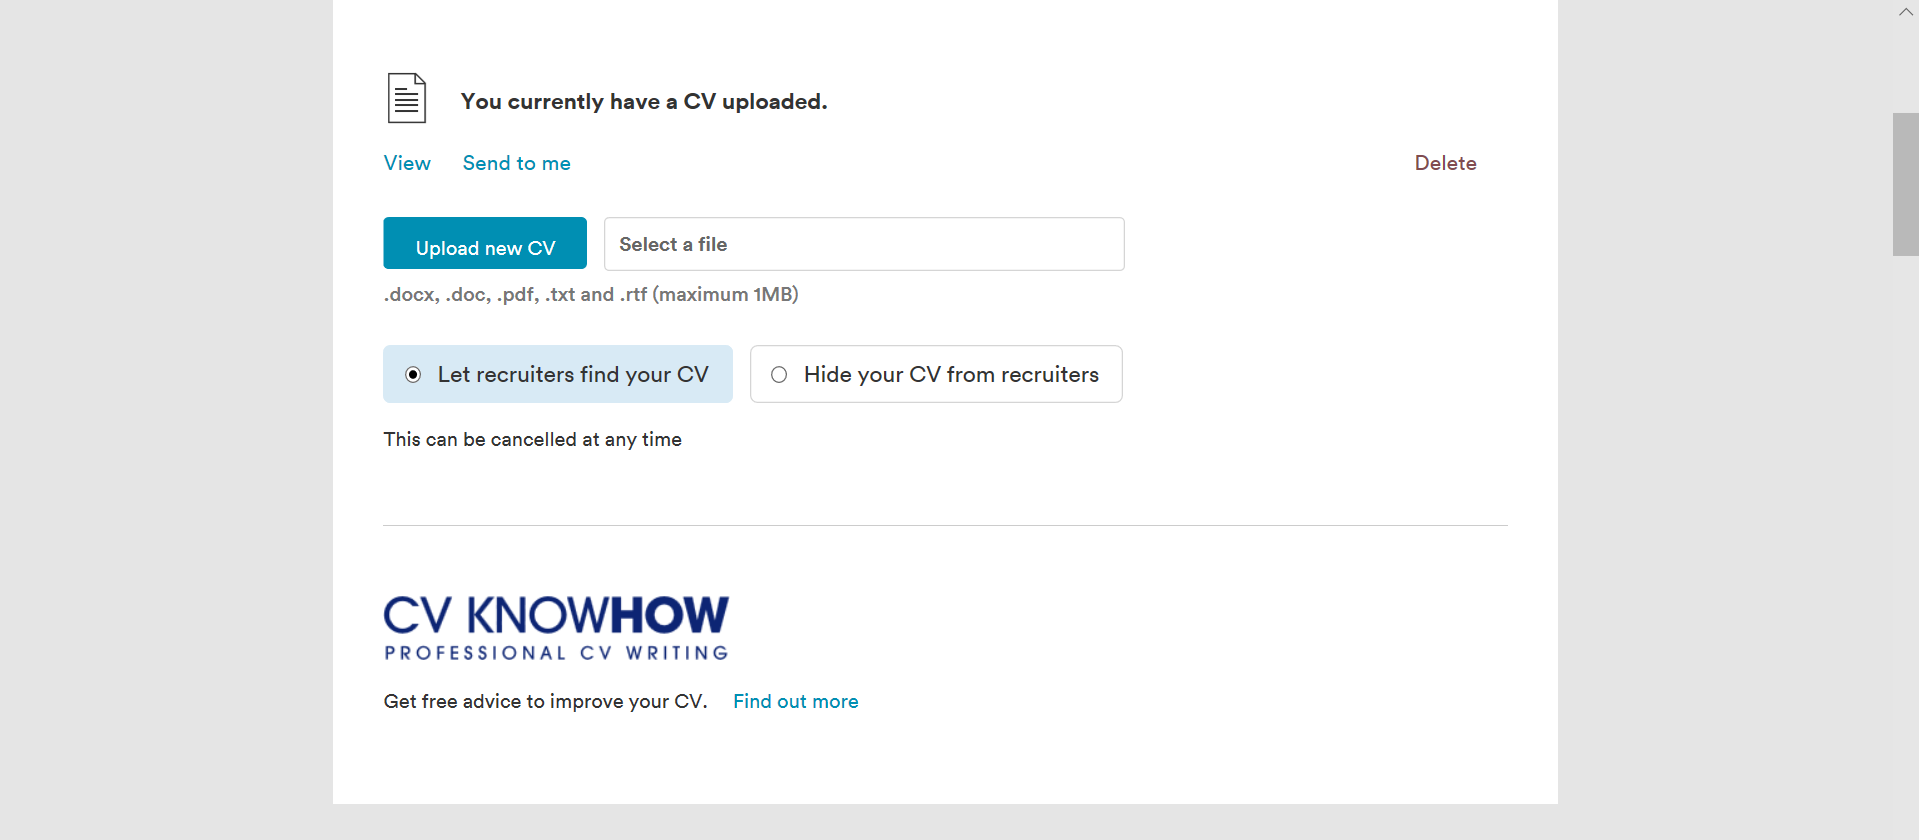 You currently have a CV uploaded.
View Send to me Delete
Upload new CV Select a file
.docx, .doc, .pdf, .txt and .rtf (maximum 1MB)
Let recruiters find your CV Hide your CV from recruiters
This can be cancelled at any time
CV KNOWHOW
PROFESSIONAL CV WRITING
Get free advice to improve your CV. Find out more